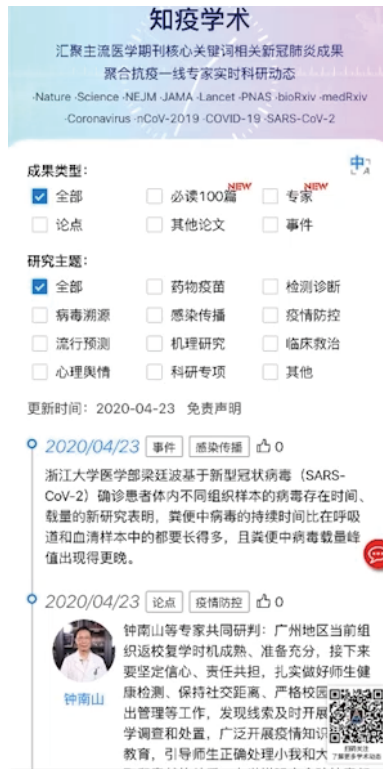 知疫学术
汇聚主流医学期刊核心关键词相关新冠肺炎成果
聚合抗疫一线专家实时科研动态
·Nature ·Science ·NEJM ·JAMA ·Lancet ·PNAS ·bioRxiv ·medRxiv
·Coronavirus ·nCoV-2019 ·COVID-19 ·SARS-CoV-2
成果类型：
中
全部 必读100篇 NEW 专家 NEW
论点 其他论文 事件
研究主题：
全部 药物疫苗 检测诊断
病毒溯源 感染传播 疫情防控
流行预测 机理研究 临床救治
心理舆情 科研专项 其他
更新时间：2020-04-23 免责声明
2020/04/23 事件 感染传播 0
浙江大学医学部梁廷波基于新型冠状病毒（SARS-
CoV-2）确诊患者体内不同组织样本的病毒存在时间、
载量的新研究表明，粪便中病毒的持续时间比在呼吸
道和血清样本中的都要长得多，且粪便中病毒载量峰
值出现得更晚。
2020/04/23 论点 疫情防控 0
钟南山
钟南山等专家共同研判：广州地区当前组
织返校复学时机成熟、准备充分，接下来
要坚定信心、责任共担，扎实做好师生健
康检测、保持社交距离、严格校园
出管理等工作，发现线索及时开展
学调查和处置，广泛开展疫情知识
教育，引导师生正确处理小我和大
扫码关注
了解更多学术动态